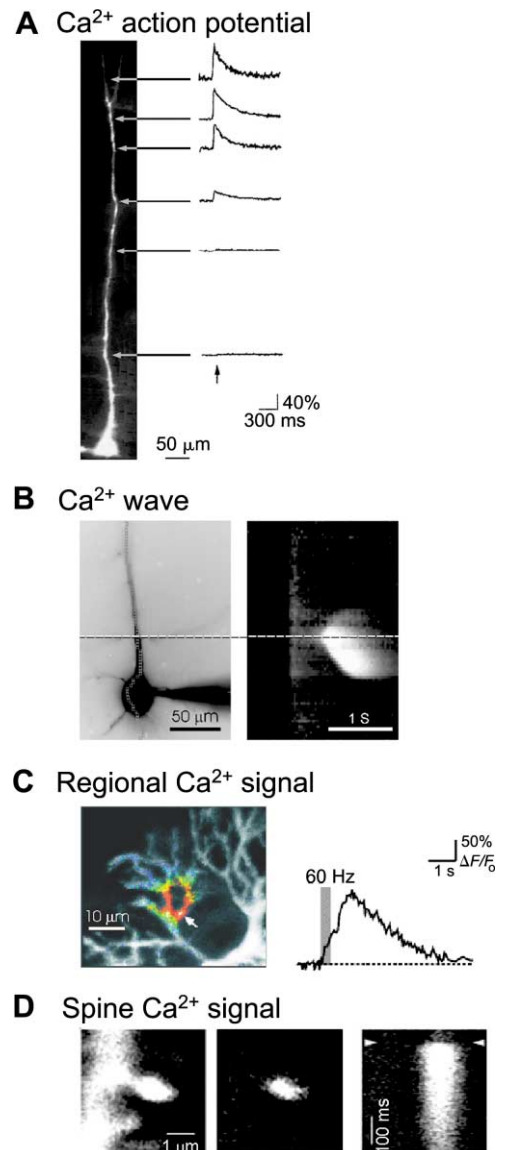 A Ca²⁺ action potential
40%
300 ms
50 μm
B Ca²⁺ wave
50 μm
1 s
C Regional Ca²⁺ signal
50%
1 s ΔF/F₀
60 Hz
10 μm
D Spine Ca²⁺ signal
1 μm
100 ms